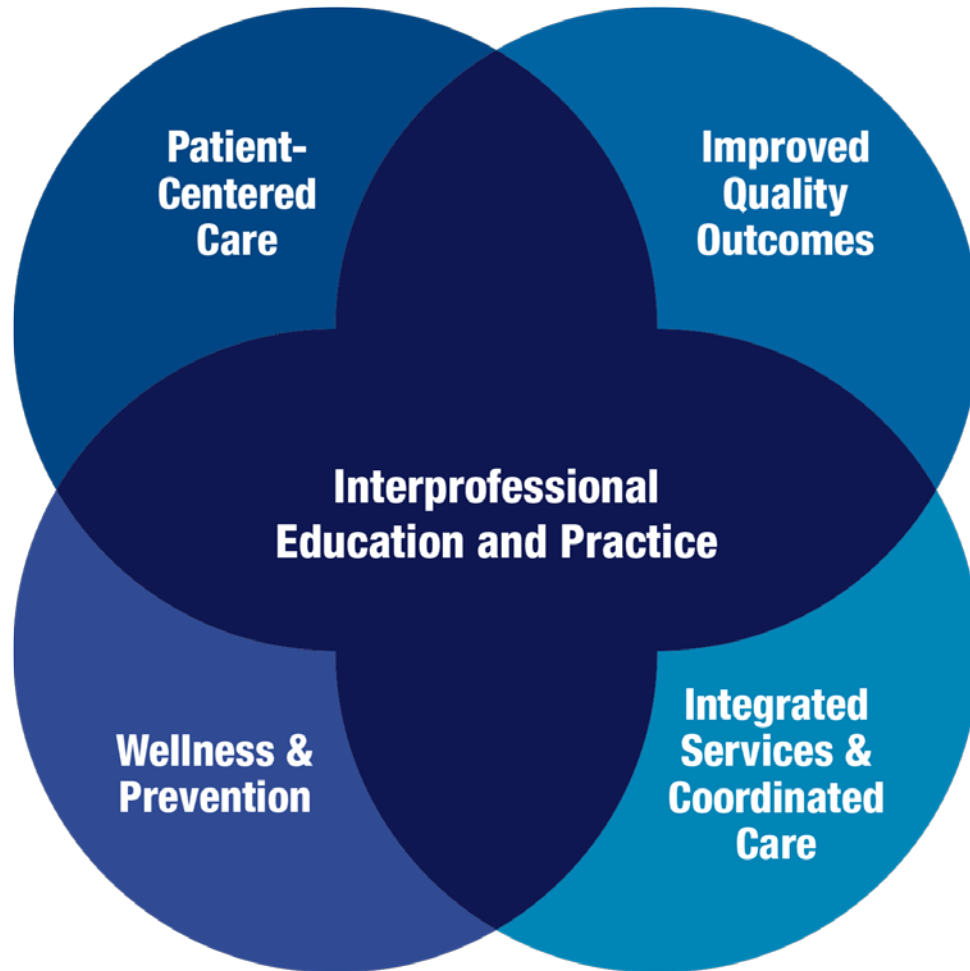 Patient-
Centered
Care
Improved
Quality
Outcomes
Interprofessional
Education and Practice
Wellness &
Prevention
Integrated
Services &
Coordinated
Care